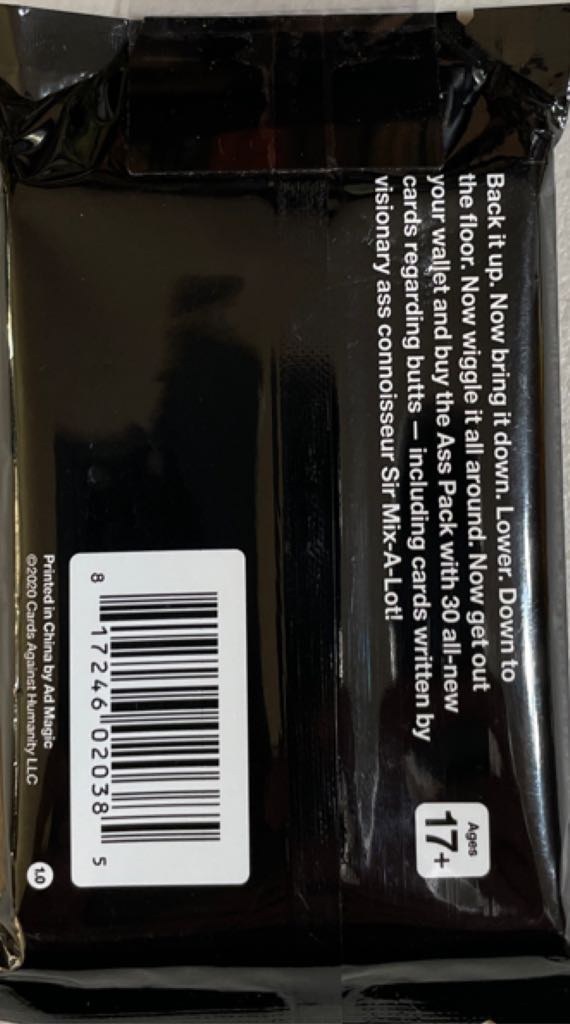 Back it up. Now bring it down. Lower. Down to
the floor. Now wiggle it all around. Now get out
your wallet and buy the Ass Pack with 30 all-new
cards regarding butts — including cards written by
visionary ass connoisseur Sir Mix-A-Lot!
Ages
17+
8 17246 02038 5
Printed in China by Ad Magic
©2020 Cards Against Humanity LLC
1.0